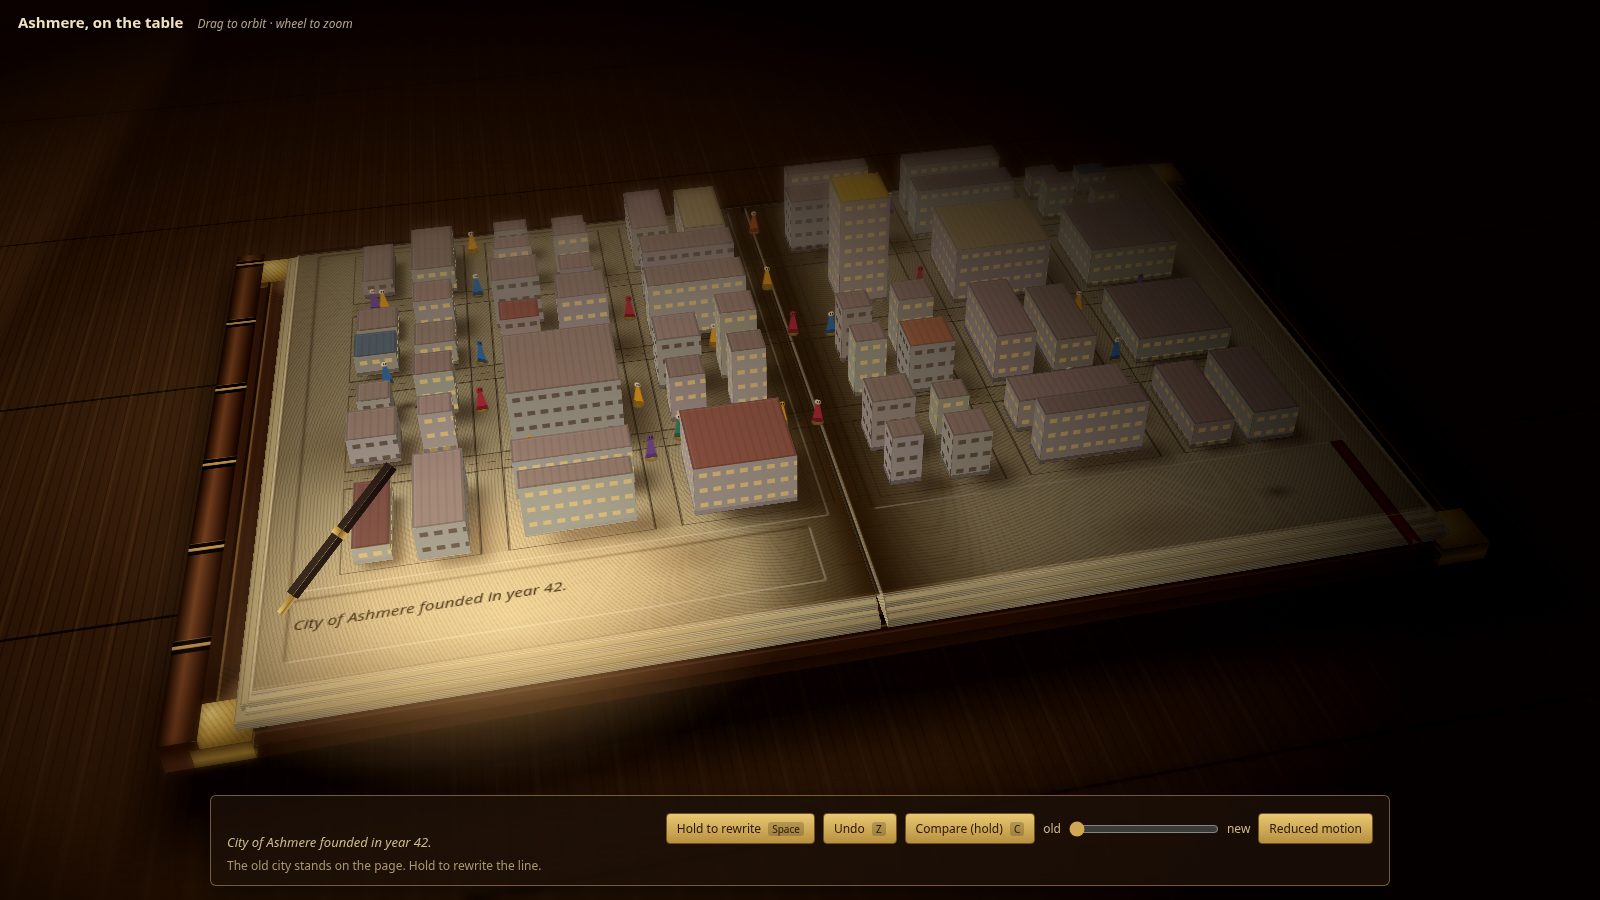 Ashmere, on the table Drag to orbit · wheel to zoom
City of Ashmere founded in year 42.
Hold to rewrite Space Undo Z Compare (hold) C old new Reduced motion
City of Ashmere founded in year 42.
The old city stands on the page. Hold to rewrite the line.